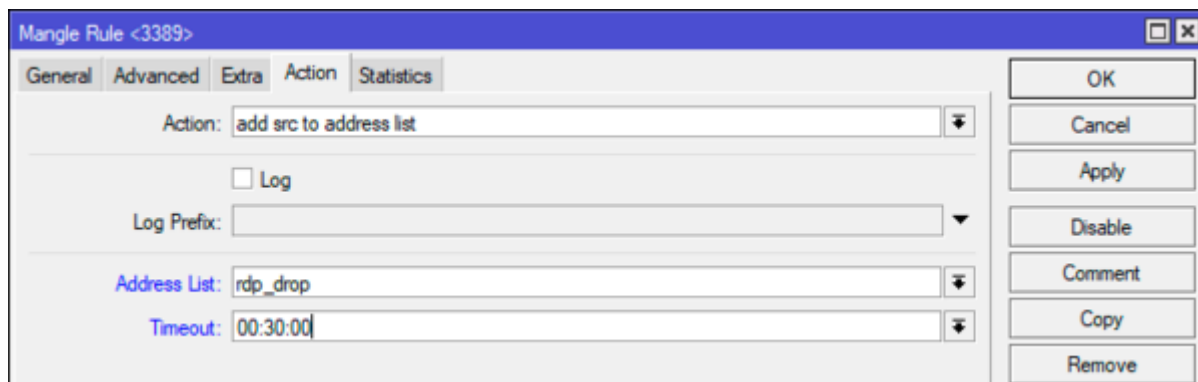 Mangle Rule <3389>
General Advanced Extra Action Statistics
OK
Action: add src to address list
Cancel
Log
Apply
Log Prefix:
Disable
Address List: rdp_drop
Comment
Timeout: 00:30:00
Copy
Remove